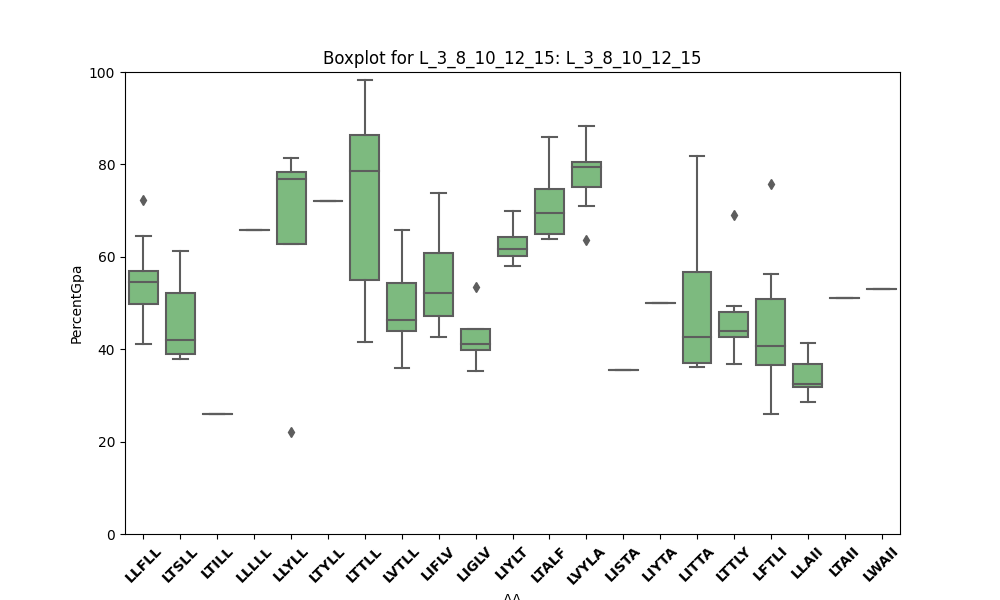 Boxplot for L_3_8_10_12_15: L_3_8_10_12_15
PercentGpa
100
80
60
40
20
0
LLFLL
LTSLL
LTILL
LLLLL
LLYLL
LTYLL
LTTLL
LVTLL
LIFLV
LIGLV
LIYLT
LTALF
LVYLA
LISTA
LIYTA
LITTA
LTTLY
LFTLI
LLAII
LTAII
LWAII
AA